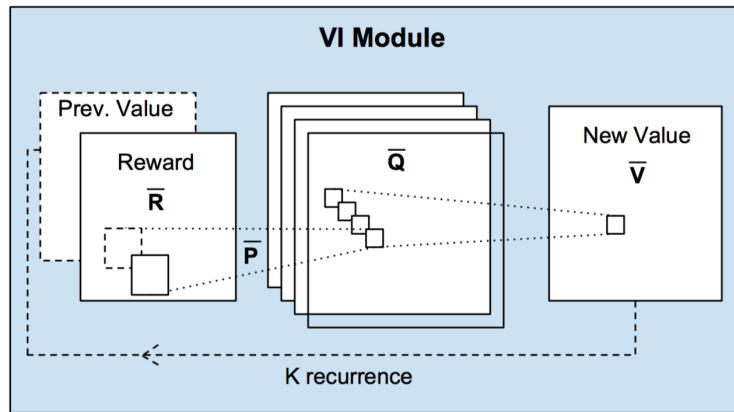 VI Module
Prev. Value
Reward
R̅
P̅
Q̅
New Value
V̅
K recurrence